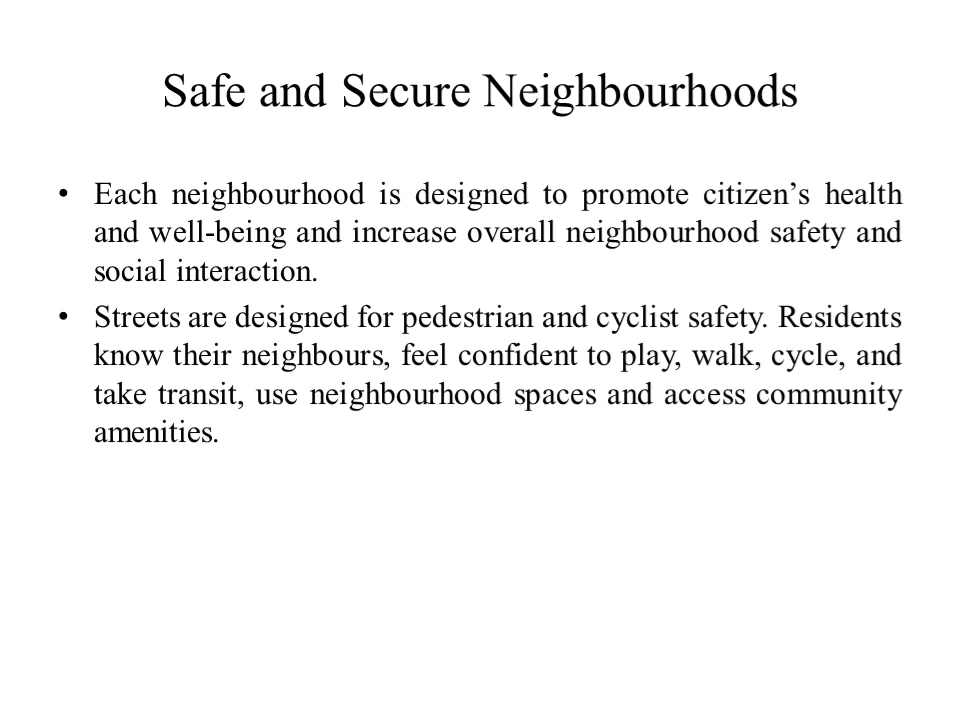 Safe and Secure Neighbourhoods
• Each neighbourhood is designed to promote citizen’s health
and well-being and increase overall neighbourhood safety and
social interaction.
• Streets are designed for pedestrian and cyclist safety. Residents
know their neighbours, feel confident to play, walk, cycle, and
take transit, use neighbourhood spaces and access community
amenities.